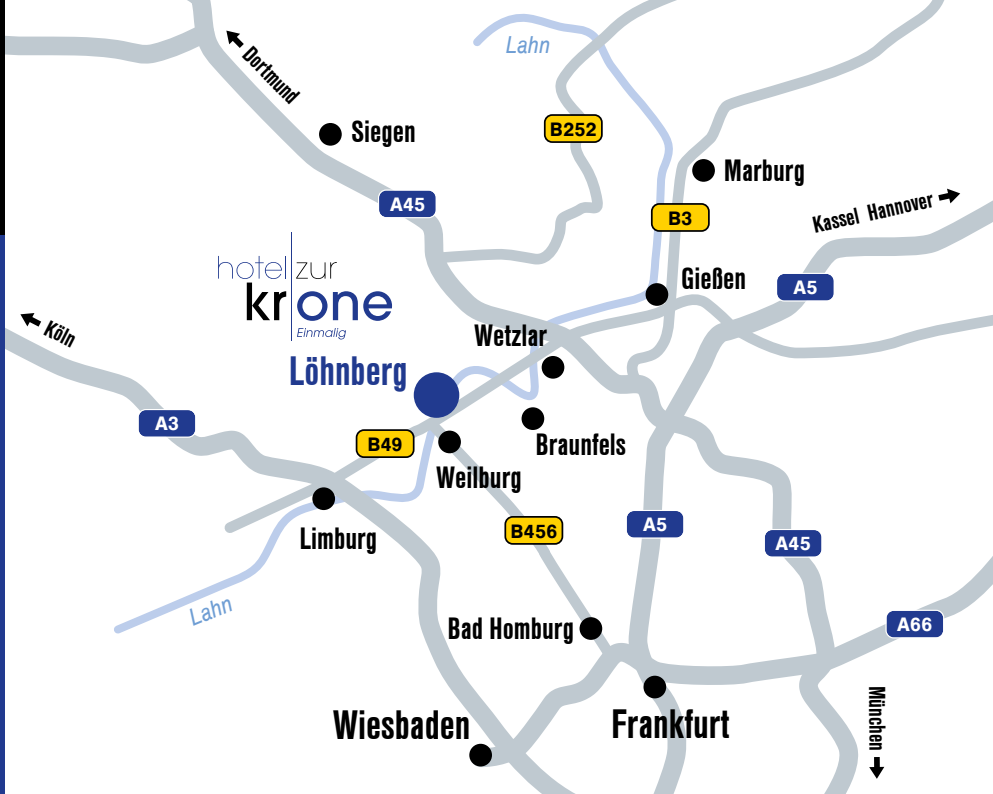 Lahn
Dortmund
Siegen
B252
Marburg
A45
B3
Kassel Hannover
hotel zur
krone
Einmalig
Gießen
A5
Köln
Wetzlar
Löhnberg
A3
B49
Braunfels
Weilburg
Limburg
B456
A5
A45
Lahn
Bad Homburg
A66
München
Wiesbaden
Frankfurt